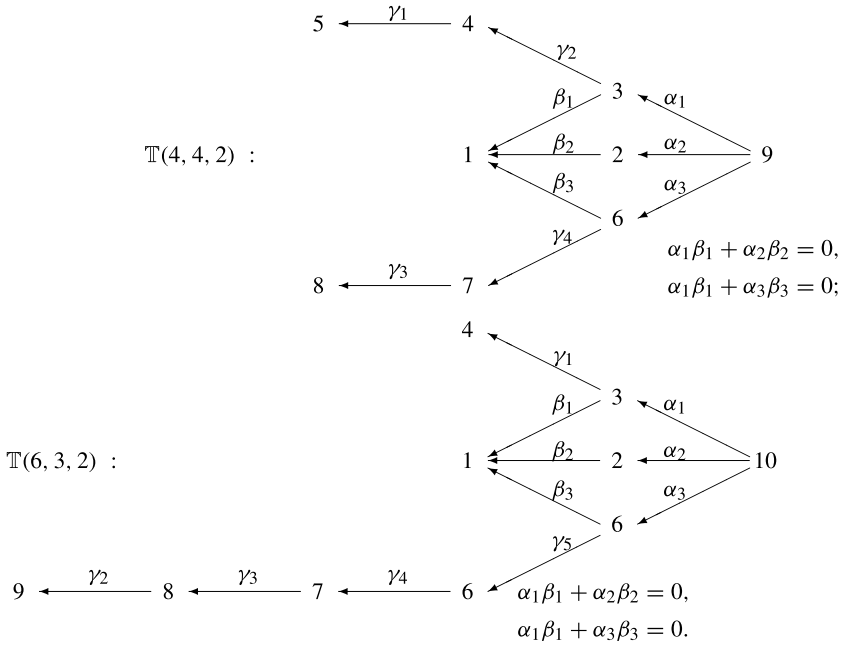 5 γ1 4
γ2
3
β1 α1
𝕋(4, 4, 2) : 1 β2 2 α2 9
β3 α3
6
γ4
α1β1 + α2β2 = 0,
8 γ3 7 α1β1 + α3β3 = 0;
4
γ1
3
β1 α1
𝕋(6, 3, 2) : 1 β2 2 α2 10
β3 α3
6
γ5
9 γ2 8 γ3 7 γ4 6 α1β1 + α2β2 = 0,
α1β1 + α3β3 = 0.